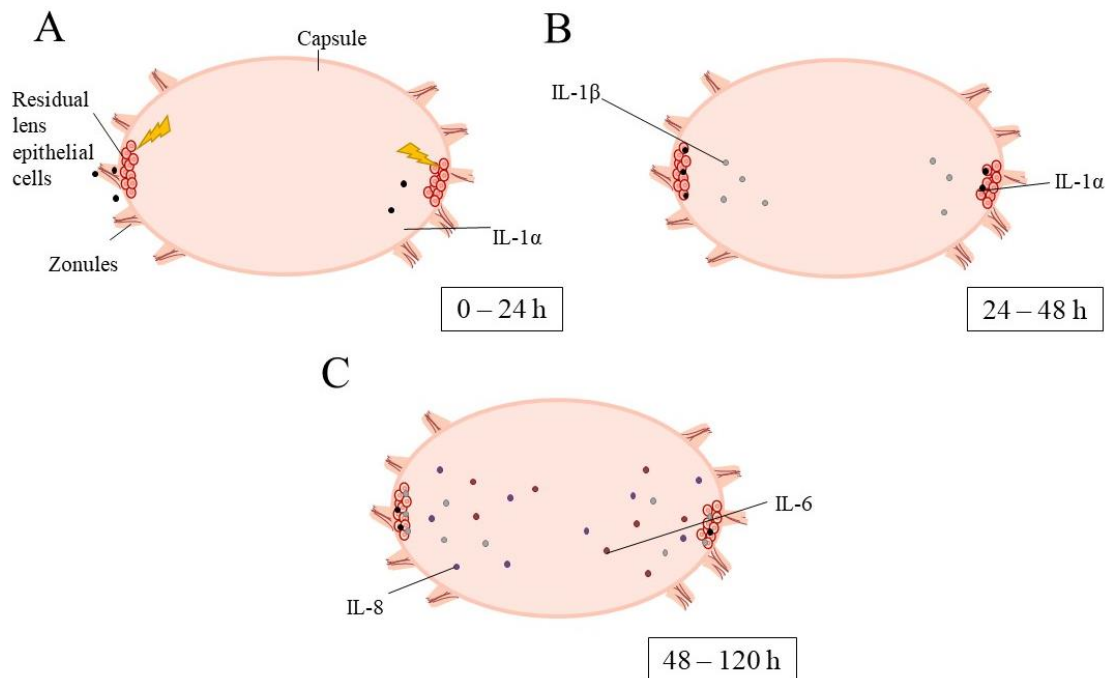 A
Capsule
Residual
lens
epithelial
cells
Zonules
IL-1α
0 – 24 h
B
IL-1β
IL-1α
24 – 48 h
C
IL-6
IL-8
48 – 120 h